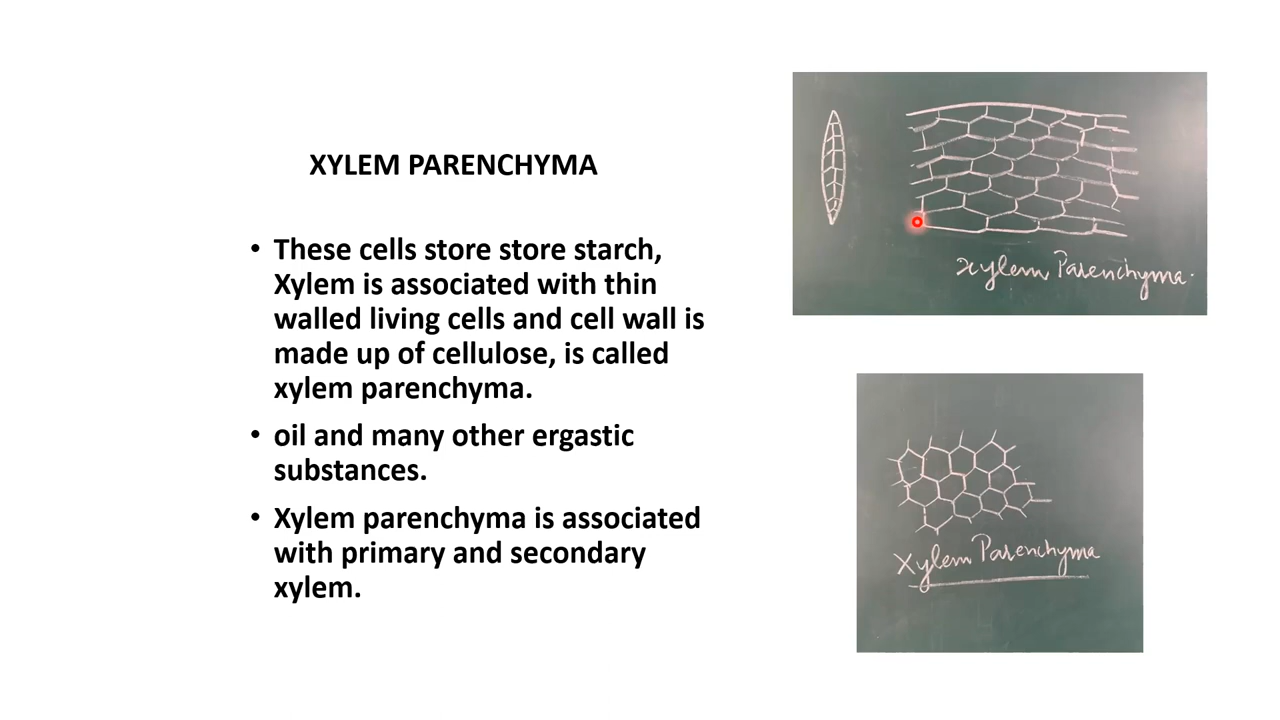 XYLEM PARENCHYMA
• These cells store store starch,
Xylem is associated with thin
walled living cells and cell wall is
made up of cellulose, is called
xylem parenchyma.
• oil and many other ergastic
substances.
• Xylem parenchyma is associated
with primary and secondary
xylem.
Xylem Parenchyma.
Xylem Parenchyma